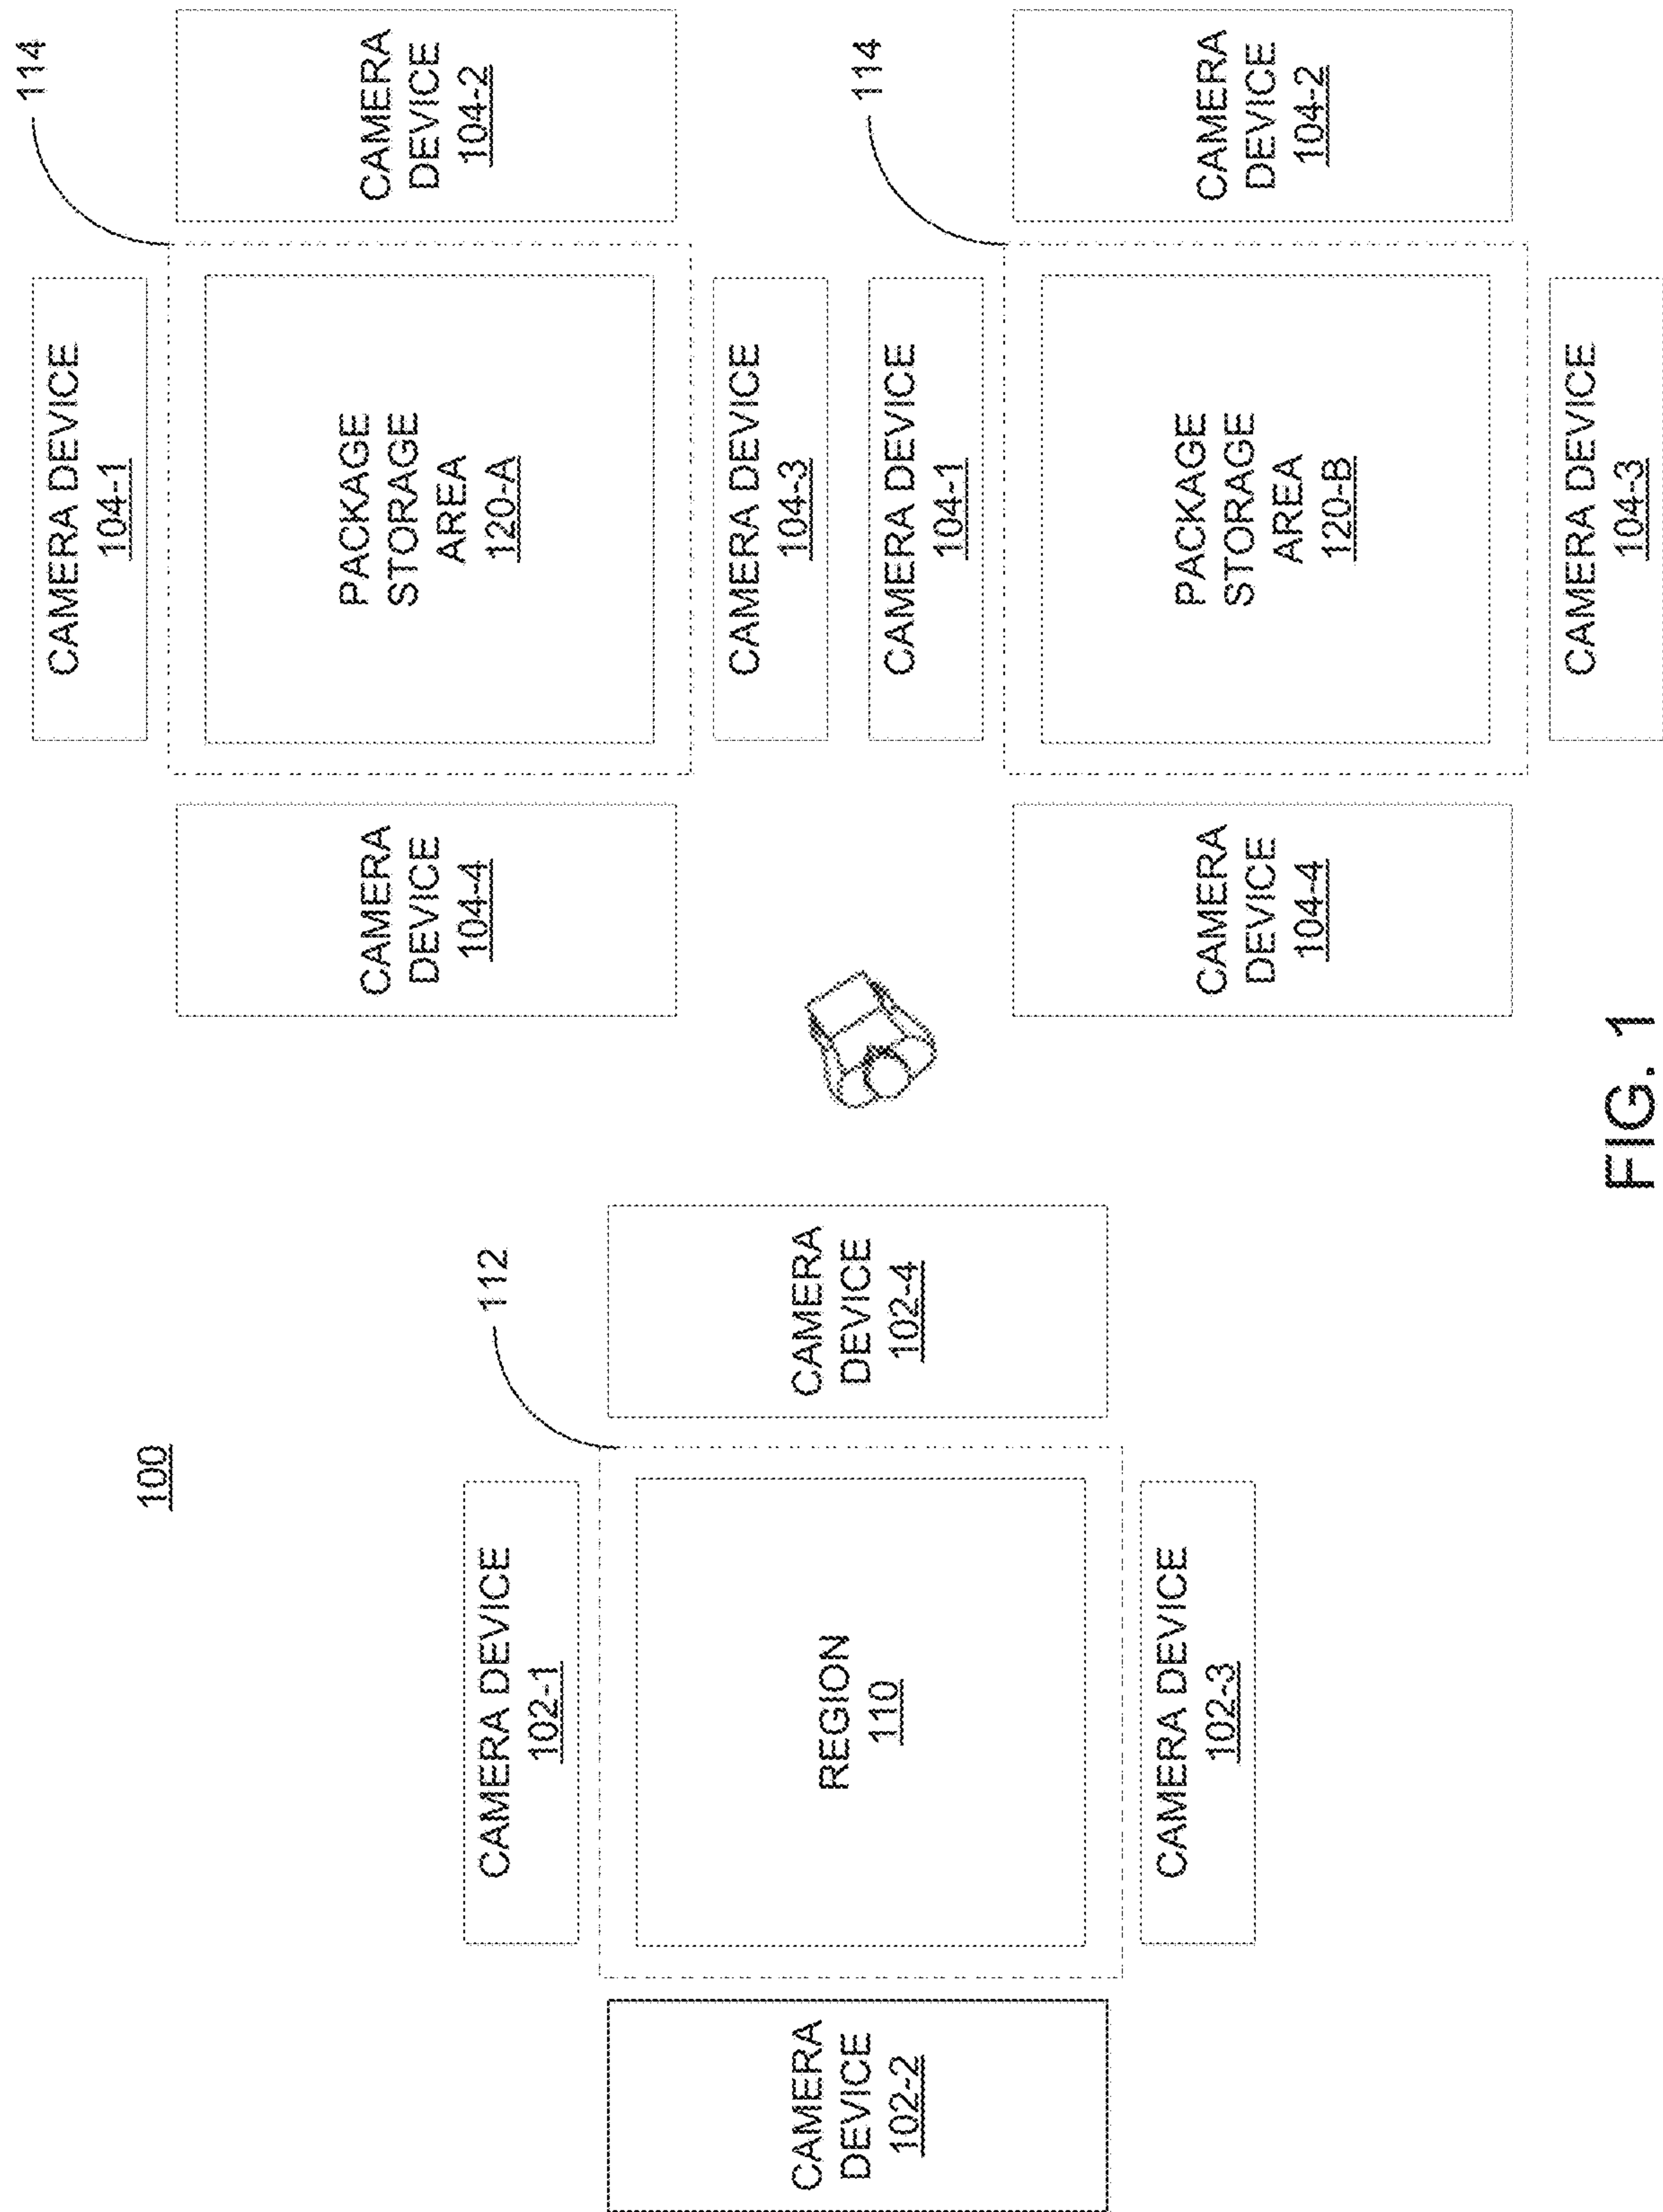 100
CAMERA DEVICE
102-1
CAMERA
DEVICE
102-2
REGION
110
CAMERA DEVICE
102-3
CAMERA
DEVICE
102-4
112
CAMERA DEVICE
104-1
CAMERA
DEVICE
104-4
PACKAGE
STORAGE
AREA
120-A
CAMERA
DEVICE
104-2
114
CAMERA DEVICE
104-3
CAMERA DEVICE
104-1
CAMERA
DEVICE
104-4
PACKAGE
STORAGE
AREA
120-B
CAMERA
DEVICE
104-2
114
CAMERA DEVICE
104-3
FIG. 1